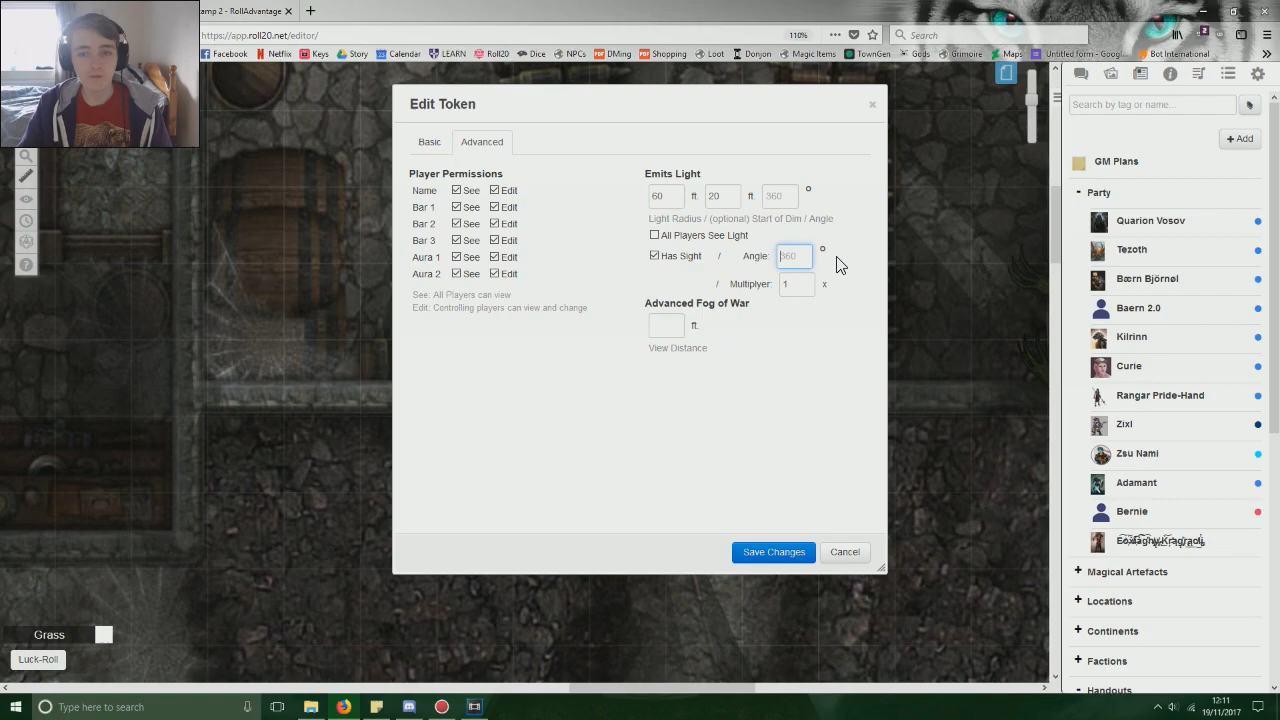 amp 2 - RollAdvantage
https://app.roll20.net/editor/
110%
Search
Facebook
Netflix
Keys
Story
Calendar
LEARN
Roll20
Dice
NPCs
DMing
Shopping
Loot
Donjon
Magic Items
TownGen
Gods
Grimoire
Maps
Untitled form - Goog
Bot International
Edit Token
Basic
Advanced
Player Permissions
Name See Edit
Bar 1 See Edit
Bar 2 See Edit
Bar 3 See Edit
Aura 1 See Edit
Aura 2 See Edit
See: All Players can view
Edit: Controlling players can view and change
Emits Light
60 ft. 20 ft. 360 °
Light Radius / (optional) Start of Dim / Angle
All Players See Light
Has Sight / Angle: 360 °
/ Multiplyer: 1 x
Advanced Fog of War
ft.
View Distance
Save Changes
Cancel
Search by tag or name...
+ Add
GM Plans
- Party
Quarion Vosov
Tezoth
Bærn Björnøl
Baern 2.0
Kilrinn
Curie
Rangar Pride-Hand
Zixl
Zsu Nami
Adamant
Bernie
+ Magical Artefacts
+ Locations
+ Continents
+ Factions
Handouts
Grass
Luck-Roll
Type here to search
12:11
19/11/2017